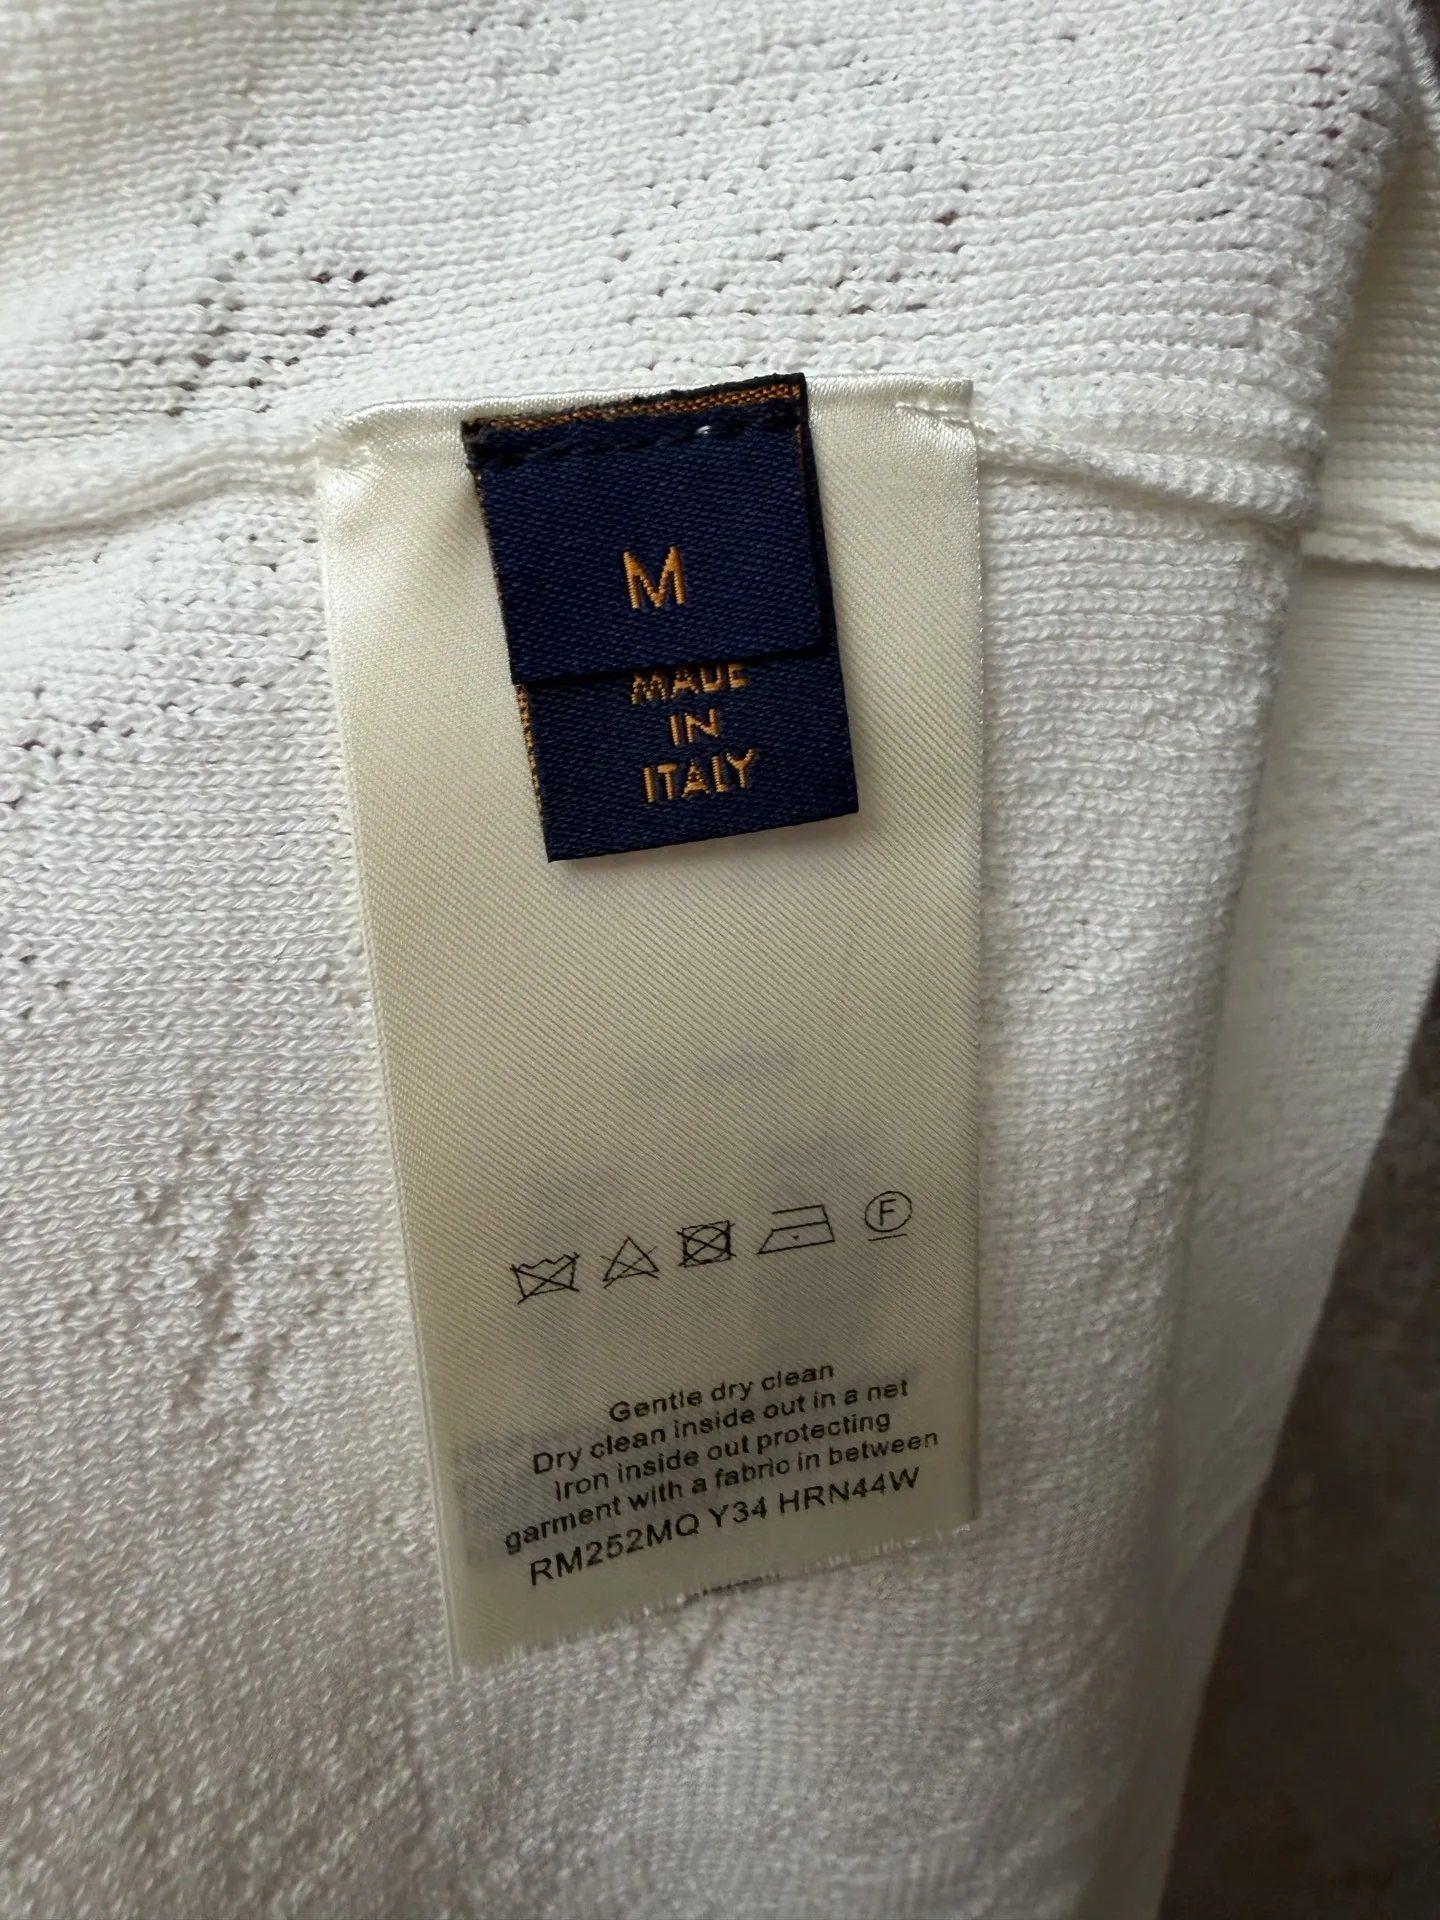 M
MADE
IN
ITALY
F
Gentle dry clean
Dry clean inside out in a net
Iron inside out protecting
garment with a fabric in between
RM252MQ Y34 HRN44W